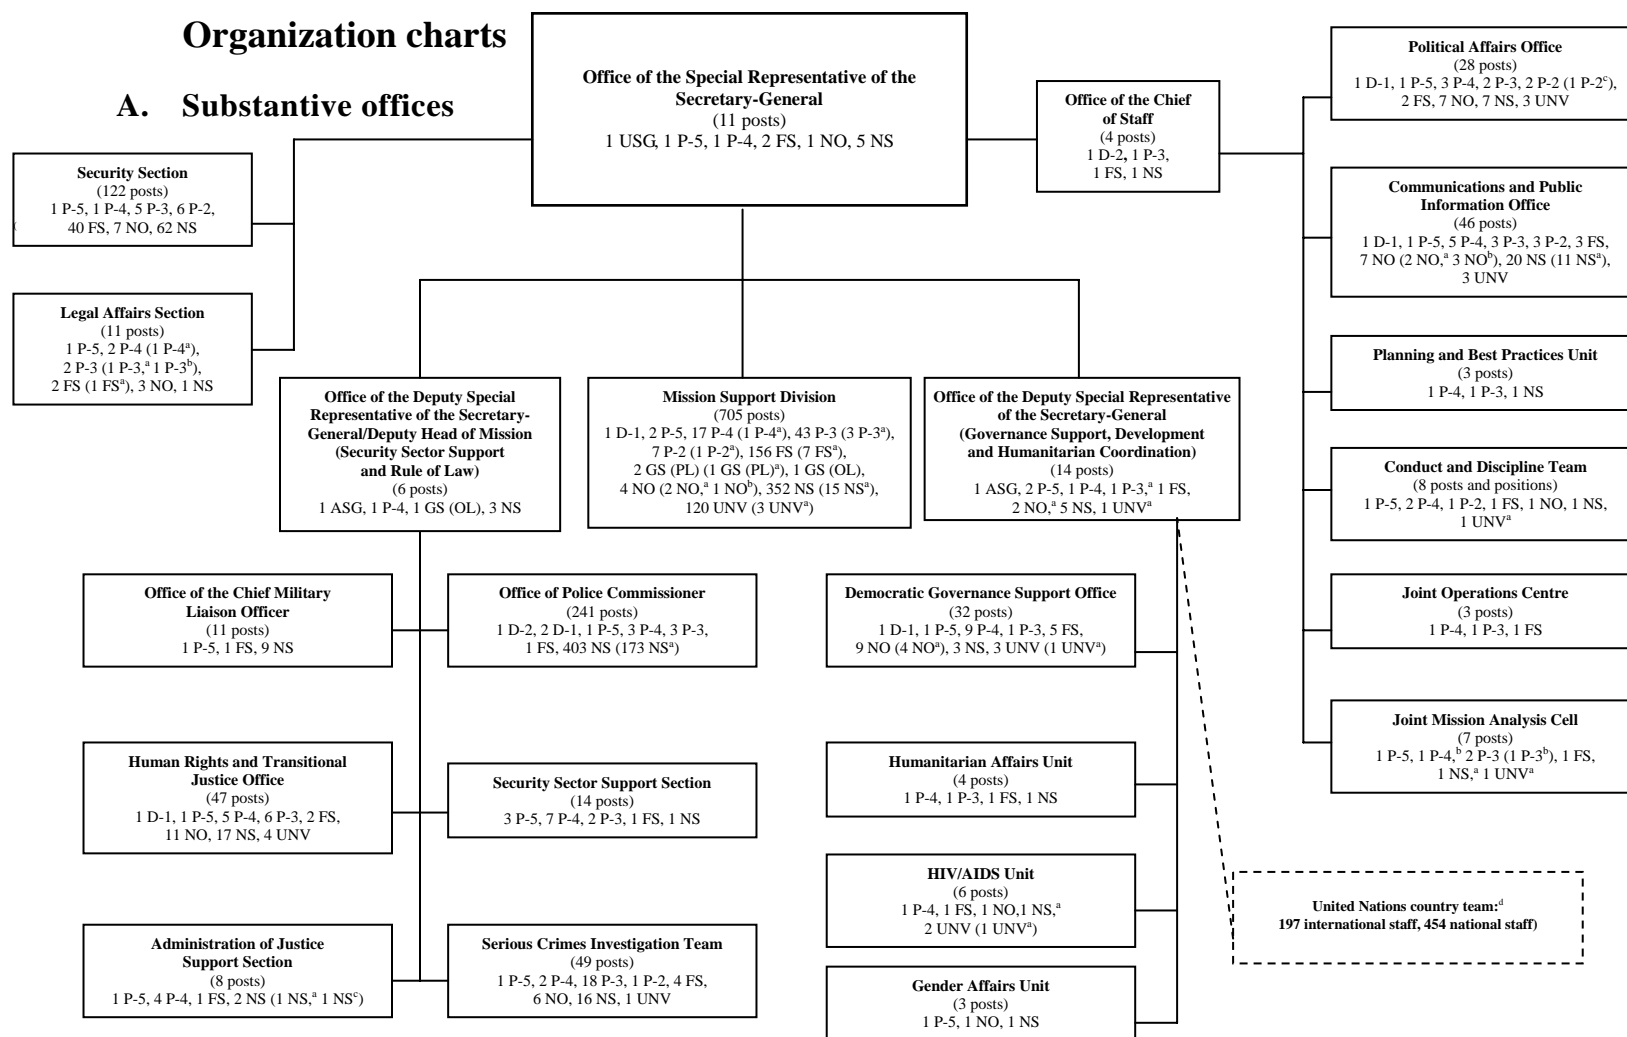 Organization charts
A. Substantive offices
Office of the Special Representative of the
Secretary-General
(11 posts)
1 USG, 1 P-5, 1 P-4, 2 FS, 1 NO, 5 NS
Office of the Chief
of Staff
(4 posts)
1 D-2, 1 P-3,
1 FS, 1 NS
Political Affairs Office
(28 posts)
1 D-1, 1 P-5, 3 P-4, 2 P-3, 2 P-2 (1 P-2c),
2 FS, 7 NO, 7 NS, 3 UNV
Security Section
(122 posts)
1 P-5, 1 P-4, 5 P-3, 6 P-2,
40 FS, 7 NO, 62 NS
(
Communications and Public
Information Office
(46 posts)
1 D-1, 1 P-5, 5 P-4, 3 P-3, 3 P-2, 3 FS,
7 NO (2 NO,a 3 NOb), 20 NS (11 NSa),
3 UNV
Legal Affairs Section
(11 posts)
1 P-5, 2 P-4 (1 P-4a),
2 P-3 (1 P-3,a 1 P-3b),
2 FS (1 FSa), 3 NO, 1 NS
Planning and Best Practices Unit
(3 posts)
1 P-4, 1 P-3, 1 NS
Office of the Deputy Special
Representative of the Secretary-
General/Deputy Head of Mission
(Security Sector Support
and Rule of Law)
(6 posts)
1 ASG, 1 P-4, 1 GS (OL), 3 NS
Mission Support Division
(705 posts)
1 D-1, 2 P-5, 17 P-4 (1 P-4a), 43 P-3 (3 P-3a),
7 P-2 (1 P-2a), 156 FS (7 FSa),
2 GS (PL) (1 GS (PL)a), 1 GS (OL),
4 NO (2 NO,a 1 NOb), 352 NS (15 NSa),
120 UNV (3 UNVa)
Office of the Deputy Special Representative
of the Secretary-General
(Governance Support, Development
and Humanitarian Coordination)
(14 posts)
1 ASG, 2 P-5, 1 P-4, 1 P-3,a 1 FS,
2 NO,a 5 NS, 1 UNVa
Conduct and Discipline Team
(8 posts and positions)
1 P-5, 2 P-4, 1 P-2, 1 FS, 1 NO, 1 NS,
1 UNVa
Office of the Chief Military
Liaison Officer
(11 posts)
1 P-5, 1 FS, 9 NS
Office of Police Commissioner
(241 posts)
1 D-2, 2 D-1, 1 P-5, 3 P-4, 3 P-3,
1 FS, 403 NS (173 NSa)
Democratic Governance Support Office
(32 posts)
1 D-1, 1 P-5, 9 P-4, 1 P-3, 5 FS,
9 NO (4 NOa), 3 NS, 3 UNV (1 UNVa)
Joint Operations Centre
(3 posts)
1 P-4, 1 P-3, 1 FS
Human Rights and Transitional
Justice Office
(47 posts)
1 D-1, 1 P-5, 5 P-4, 6 P-3, 2 FS,
11 NO, 17 NS, 4 UNV
Security Sector Support Section
(14 posts)
3 P-5, 7 P-4, 2 P-3, 1 FS, 1 NS
Humanitarian Affairs Unit
(4 posts)
1 P-4, 1 P-3, 1 FS, 1 NS
Joint Mission Analysis Cell
(7 posts)
1 P-5, 1 P-4,b 2 P-3 (1 P-3b), 1 FS,
1 NS,a 1 UNVa
HIV/AIDS Unit
(6 posts)
1 P-4, 1 FS, 1 NO,1 NS,a
2 UNV (1 UNVa)
United Nations country team:d
197 international staff, 454 national staff)
Administration of Justice
Support Section
(8 posts)
1 P-5, 4 P-4, 1 FS, 2 NS (1 NS,a 1 NSc)
Serious Crimes Investigation Team
(49 posts)
1 P-5, 2 P-4, 18 P-3, 1 P-2, 4 FS,
6 NO, 16 NS, 1 UNV
Gender Affairs Unit
(3 posts)
1 P-5, 1 NO, 1 NS